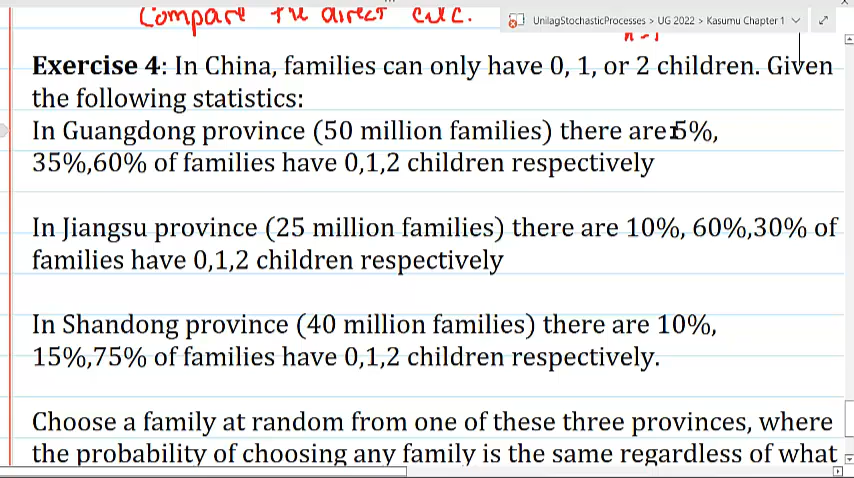 Compare the direct calc.
UnilagStochasticProcesses > UG 2022 > Kasumu Chapter 1
n-1
Exercise 4: In China, families can only have 0, 1, or 2 children. Given
the following statistics:
In Guangdong province (50 million families) there are 5%,
35%,60% of families have 0,1,2 children respectively
In Jiangsu province (25 million families) there are 10%, 60%,30% of
families have 0,1,2 children respectively
In Shandong province (40 million families) there are 10%,
15%,75% of families have 0,1,2 children respectively.
Choose a family at random from one of these three provinces, where
the probability of choosing any family is the same regardless of what